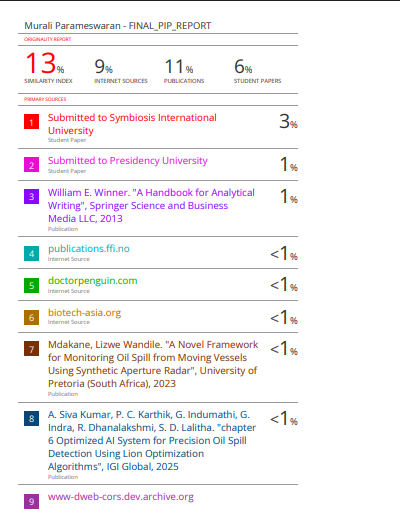 Murali Parameswaran - FINAL_PIP_REPORT
ORIGINALITY REPORT
13% 9% 11% 6%
SIMILARITY INDEX INTERNET SOURCES PUBLICATIONS STUDENT PAPERS
PRIMARY SOURCES
1 Submitted to Symbiosis International 3%
University
Student Paper
2 Submitted to Presidency University 1%
Student Paper
3 William E. Winner. "A Handbook for Analytical 1%
Writing", Springer Science and Business
Media LLC, 2013
Publication
4 publications.ffi.no <1%
Internet Source
5 doctorpenguin.com <1%
Internet Source
6 biotech-asia.org <1%
Internet Source
7 Mdakane, Lizwe Wandile. "A Novel Framework <1%
for Monitoring Oil Spill from Moving Vessels
Using Synthetic Aperture Radar", University of
Pretoria (South Africa), 2023
Publication
8 A. Siva Kumar, P. C. Karthik, G. Indumathi, G. <1%
Indra, R. Dhanalakshmi, S. D. Lalitha. "chapter
6 Optimized AI System for Precision Oil Spill
Detection Using Lion Optimization
Algorithms", IGI Global, 2025
Publication
9 www-dweb-cors.dev.archive.org